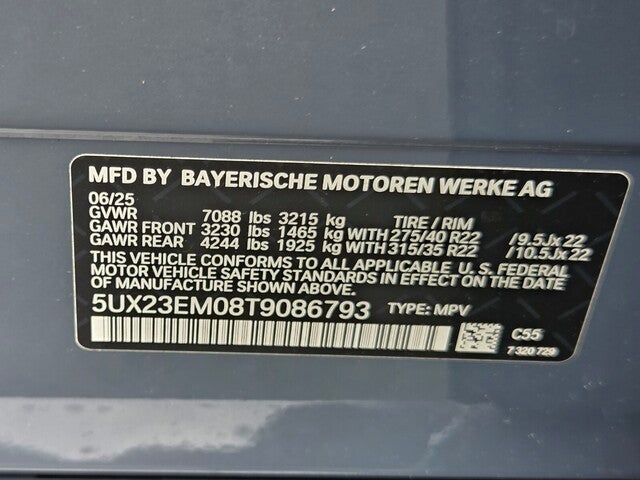 MFD BY BAYERISCHE MOTOREN WERKE AG
06/25
GVWR 7088 lbs 3215 kg TIRE / RIM
GAWR FRONT 3230 lbs 1465 kg WITH 275/40 R22 /9.5Jx22
GAWR REAR 4244 lbs 1925 kg WITH 315/35 R22 /10.5Jx22
THIS VEHICLE CONFORMS TO ALL APPLICABLE U. S. FEDERAL
MOTOR VEHICLE SAFETY STANDARDS IN EFFECT ON THE
DATE OF MANUFACTURE SHOWN ABOVE.
5UX23EM08T9086793 TYPE: MPV
C55
7 320 729